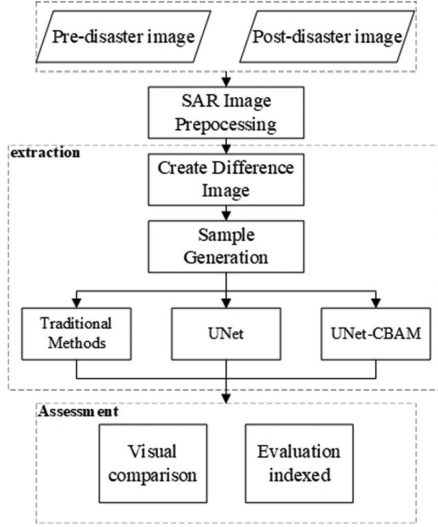 Pre-disaster image
Post-disaster image
SAR Image
Prepocessing
extraction
Create Difference
Image
Sample
Generation
Traditional
Methods
UNet
UNet-CBAM
Assessment
Visual
comparison
Evaluation
indexed